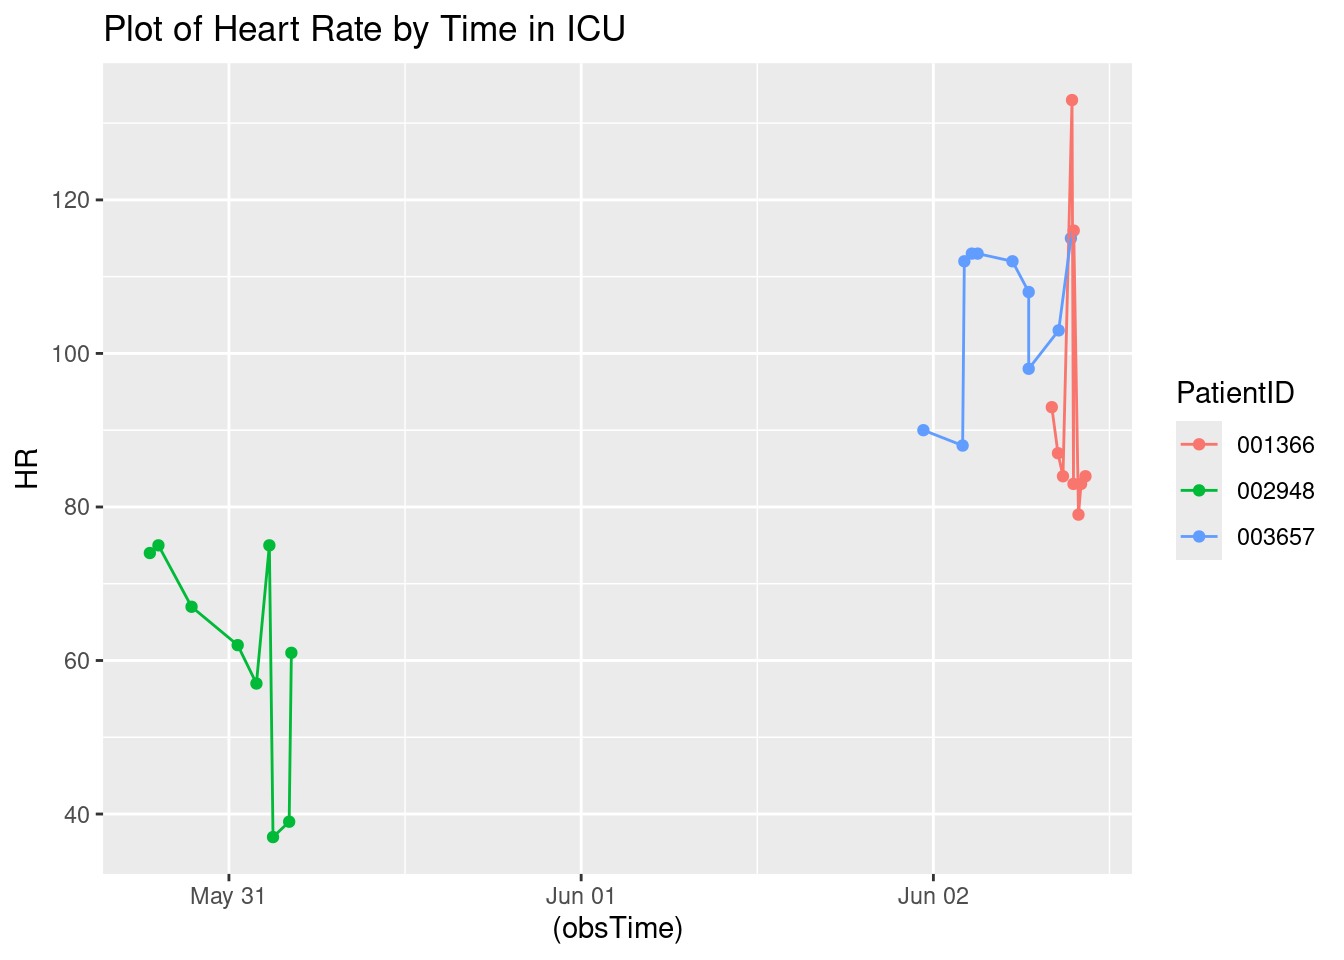 Plot of Heart Rate by Time in ICU
HR
120
100
80
60
40
May 31
Jun 01
Jun 02
(obsTime)
PatientID
001366
002948
003657